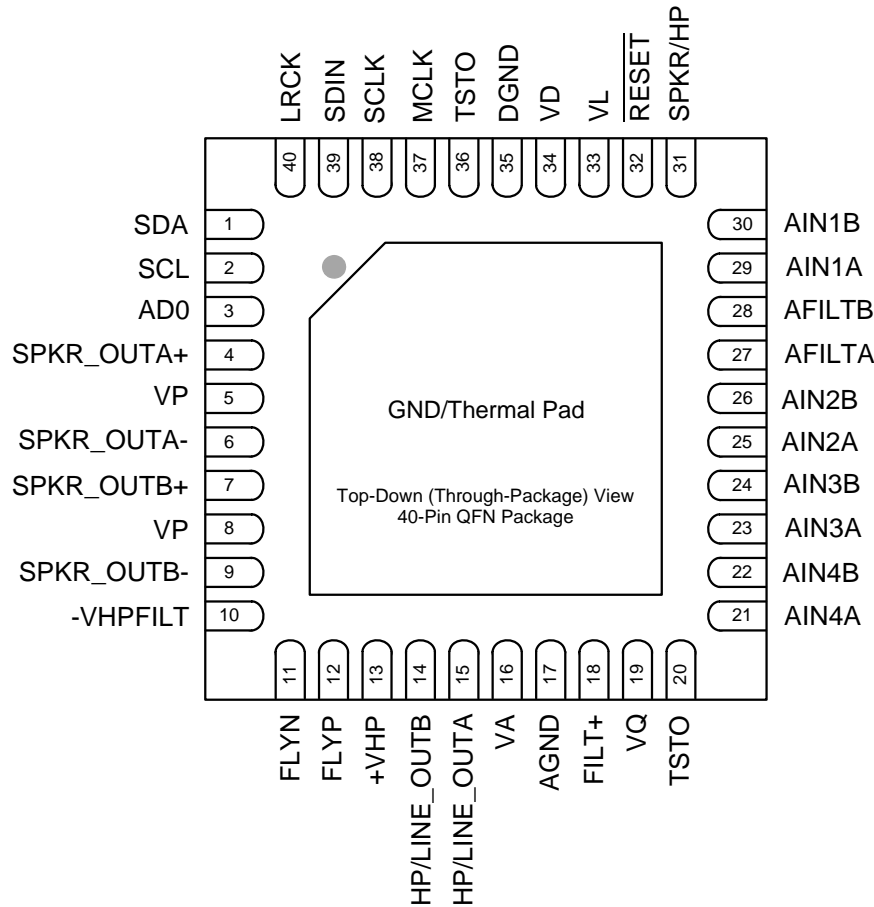 LRCK
SDIN
SCLK
MCLK
TSTO
DGND
VD
VL
RESET
SPKR/HP
40
39
38
37
36
35
34
33
32
31
SDA 1
SCL 2
AD0 3
SPKR_OUTA+ 4
VP 5
SPKR_OUTA- 6
SPKR_OUTB+ 7
VP 8
SPKR_OUTB- 9
-VHPFILT 10
GND/Thermal Pad
Top-Down (Through-Package) View
40-Pin QFN Package
30 AIN1B
29 AIN1A
28 AFILTB
27 AFILTA
26 AIN2B
25 AIN2A
24 AIN3B
23 AIN3A
22 AIN4B
21 AIN4A
11
12
13
14
15
16
17
18
19
20
FLYN
FLYP
+VHP
HP/LINE_OUTB
HP/LINE_OUTA
VA
AGND
FILT+
VQ
TSTO